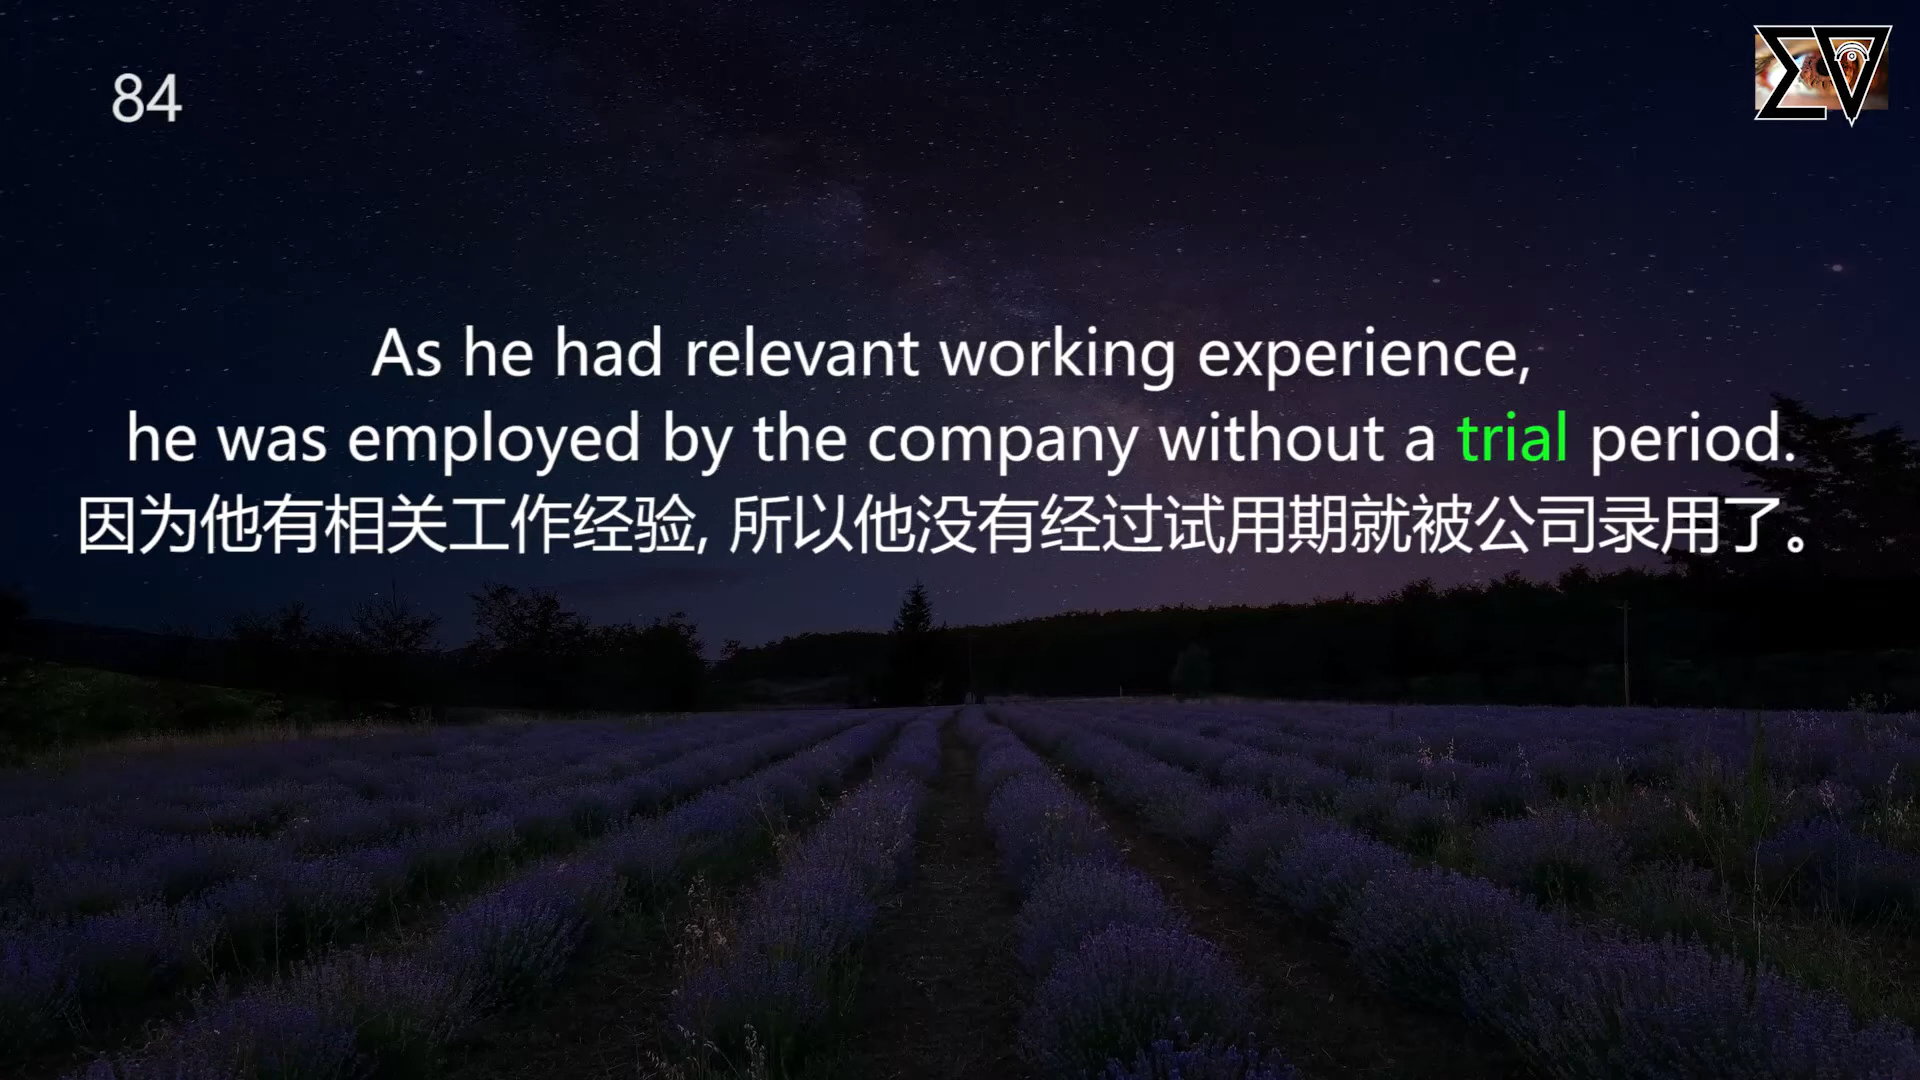 84
As he had relevant working experience,
he was employed by the company without a trial period.
因为他有相关工作经验, 所以他没有经过试用期就被公司录用了。